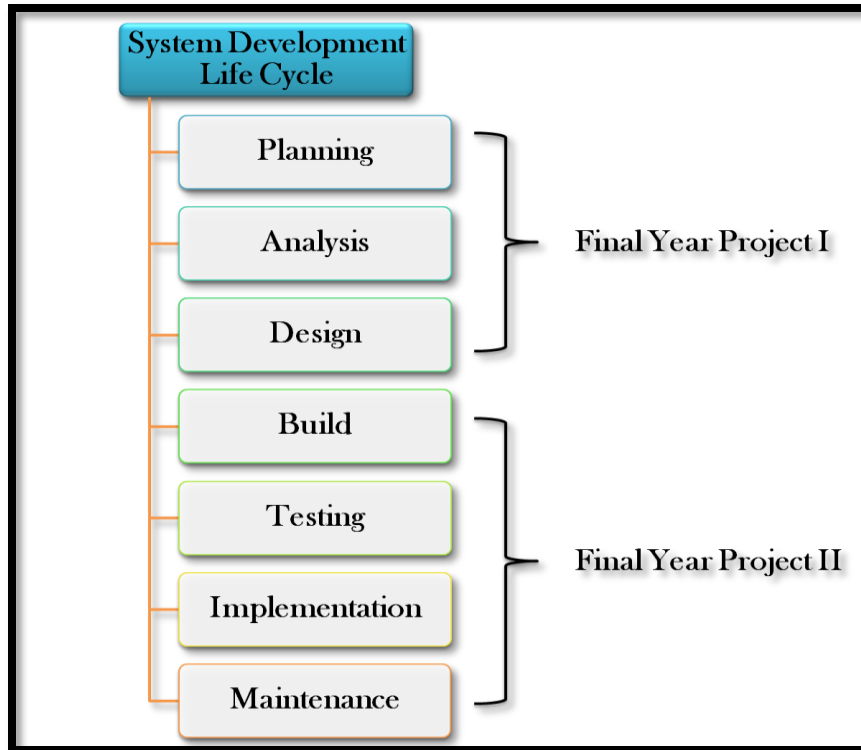 System Development
Life Cycle
Planning
Analysis
Design
Final Year Project I
Build
Testing
Implementation
Maintenance
Final Year Project II